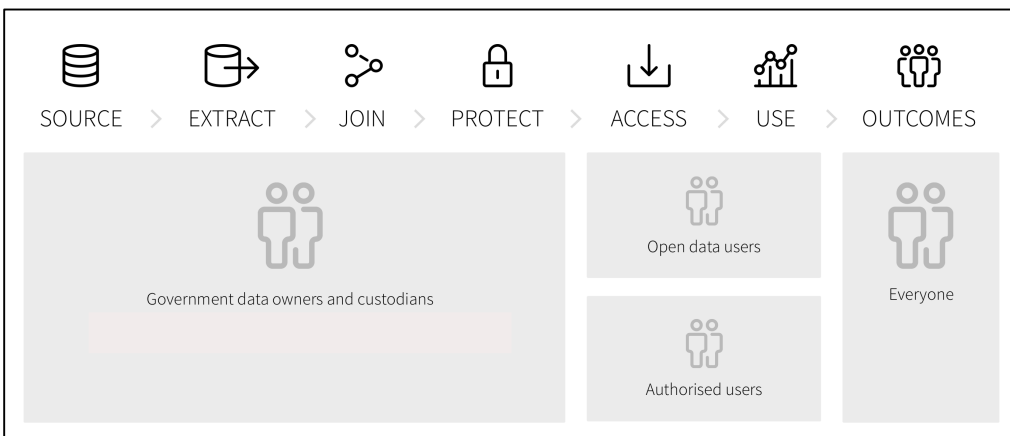 SOURCE > EXTRACT > JOIN > PROTECT > ACCESS > USE > OUTCOMES
Government data owners and custodians
Open data users
Authorised users
Everyone